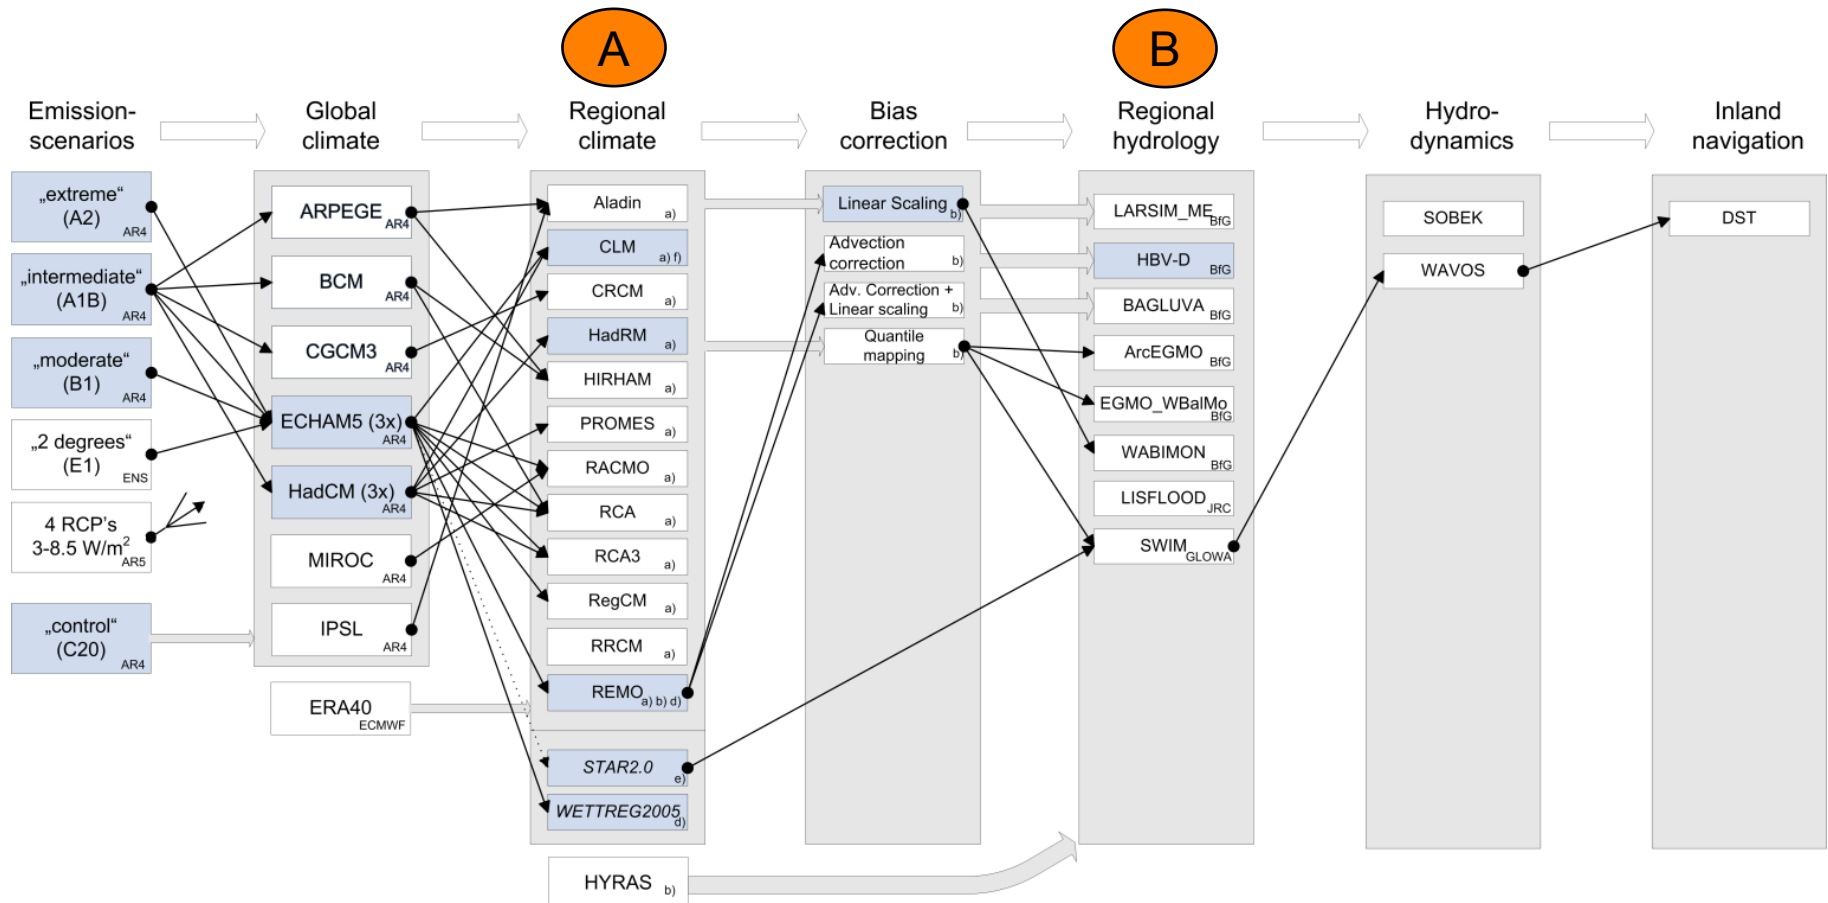 A
B
Emission-
scenarios
Global
climate
Regional
climate
Bias
correction
Regional
hydrology
Hydro-
dynamics
Inland
navigation
„extreme“
(A2)
AR4
„intermediate“
(A1B)
AR4
„moderate“
(B1)
AR4
„2 degrees“
(E1)
ENS
4 RCP's
3-8.5 W/m²
AR5
„control“
(C20)
AR4
ARPEGE
AR4
BCM
AR4
CGCM3
AR4
ECHAM5 (3x)
AR4
HadCM (3x)
AR4
MIROC
AR4
IPSL
AR4
ERA40
ECMWF
Aladin
a)
CLM
a) f)
CRCM
a)
HadRM
a)
HIRHAM
a)
PROMES
a)
RACMO
a)
RCA
a)
RCA3
a)
RegCM
a)
RRCM
a)
REMO
a) b) d)
STAR2.0
e)
WETTREG2005
d)
HYRAS
b)
Linear Scaling
b)
Advection
correction
b)
Adv. Correction +
Linear scaling
b)
Quantile
mapping
b)
LARSIM_ME
BfG
HBV-D
BfG
BAGLUVA
BfG
ArcEGMO
BfG
EGMO_WBalMo
BfG
WABIMON
BfG
LISFLOOD
JRC
SWIM
GLOWA
SOBEK
WAVOS
DST